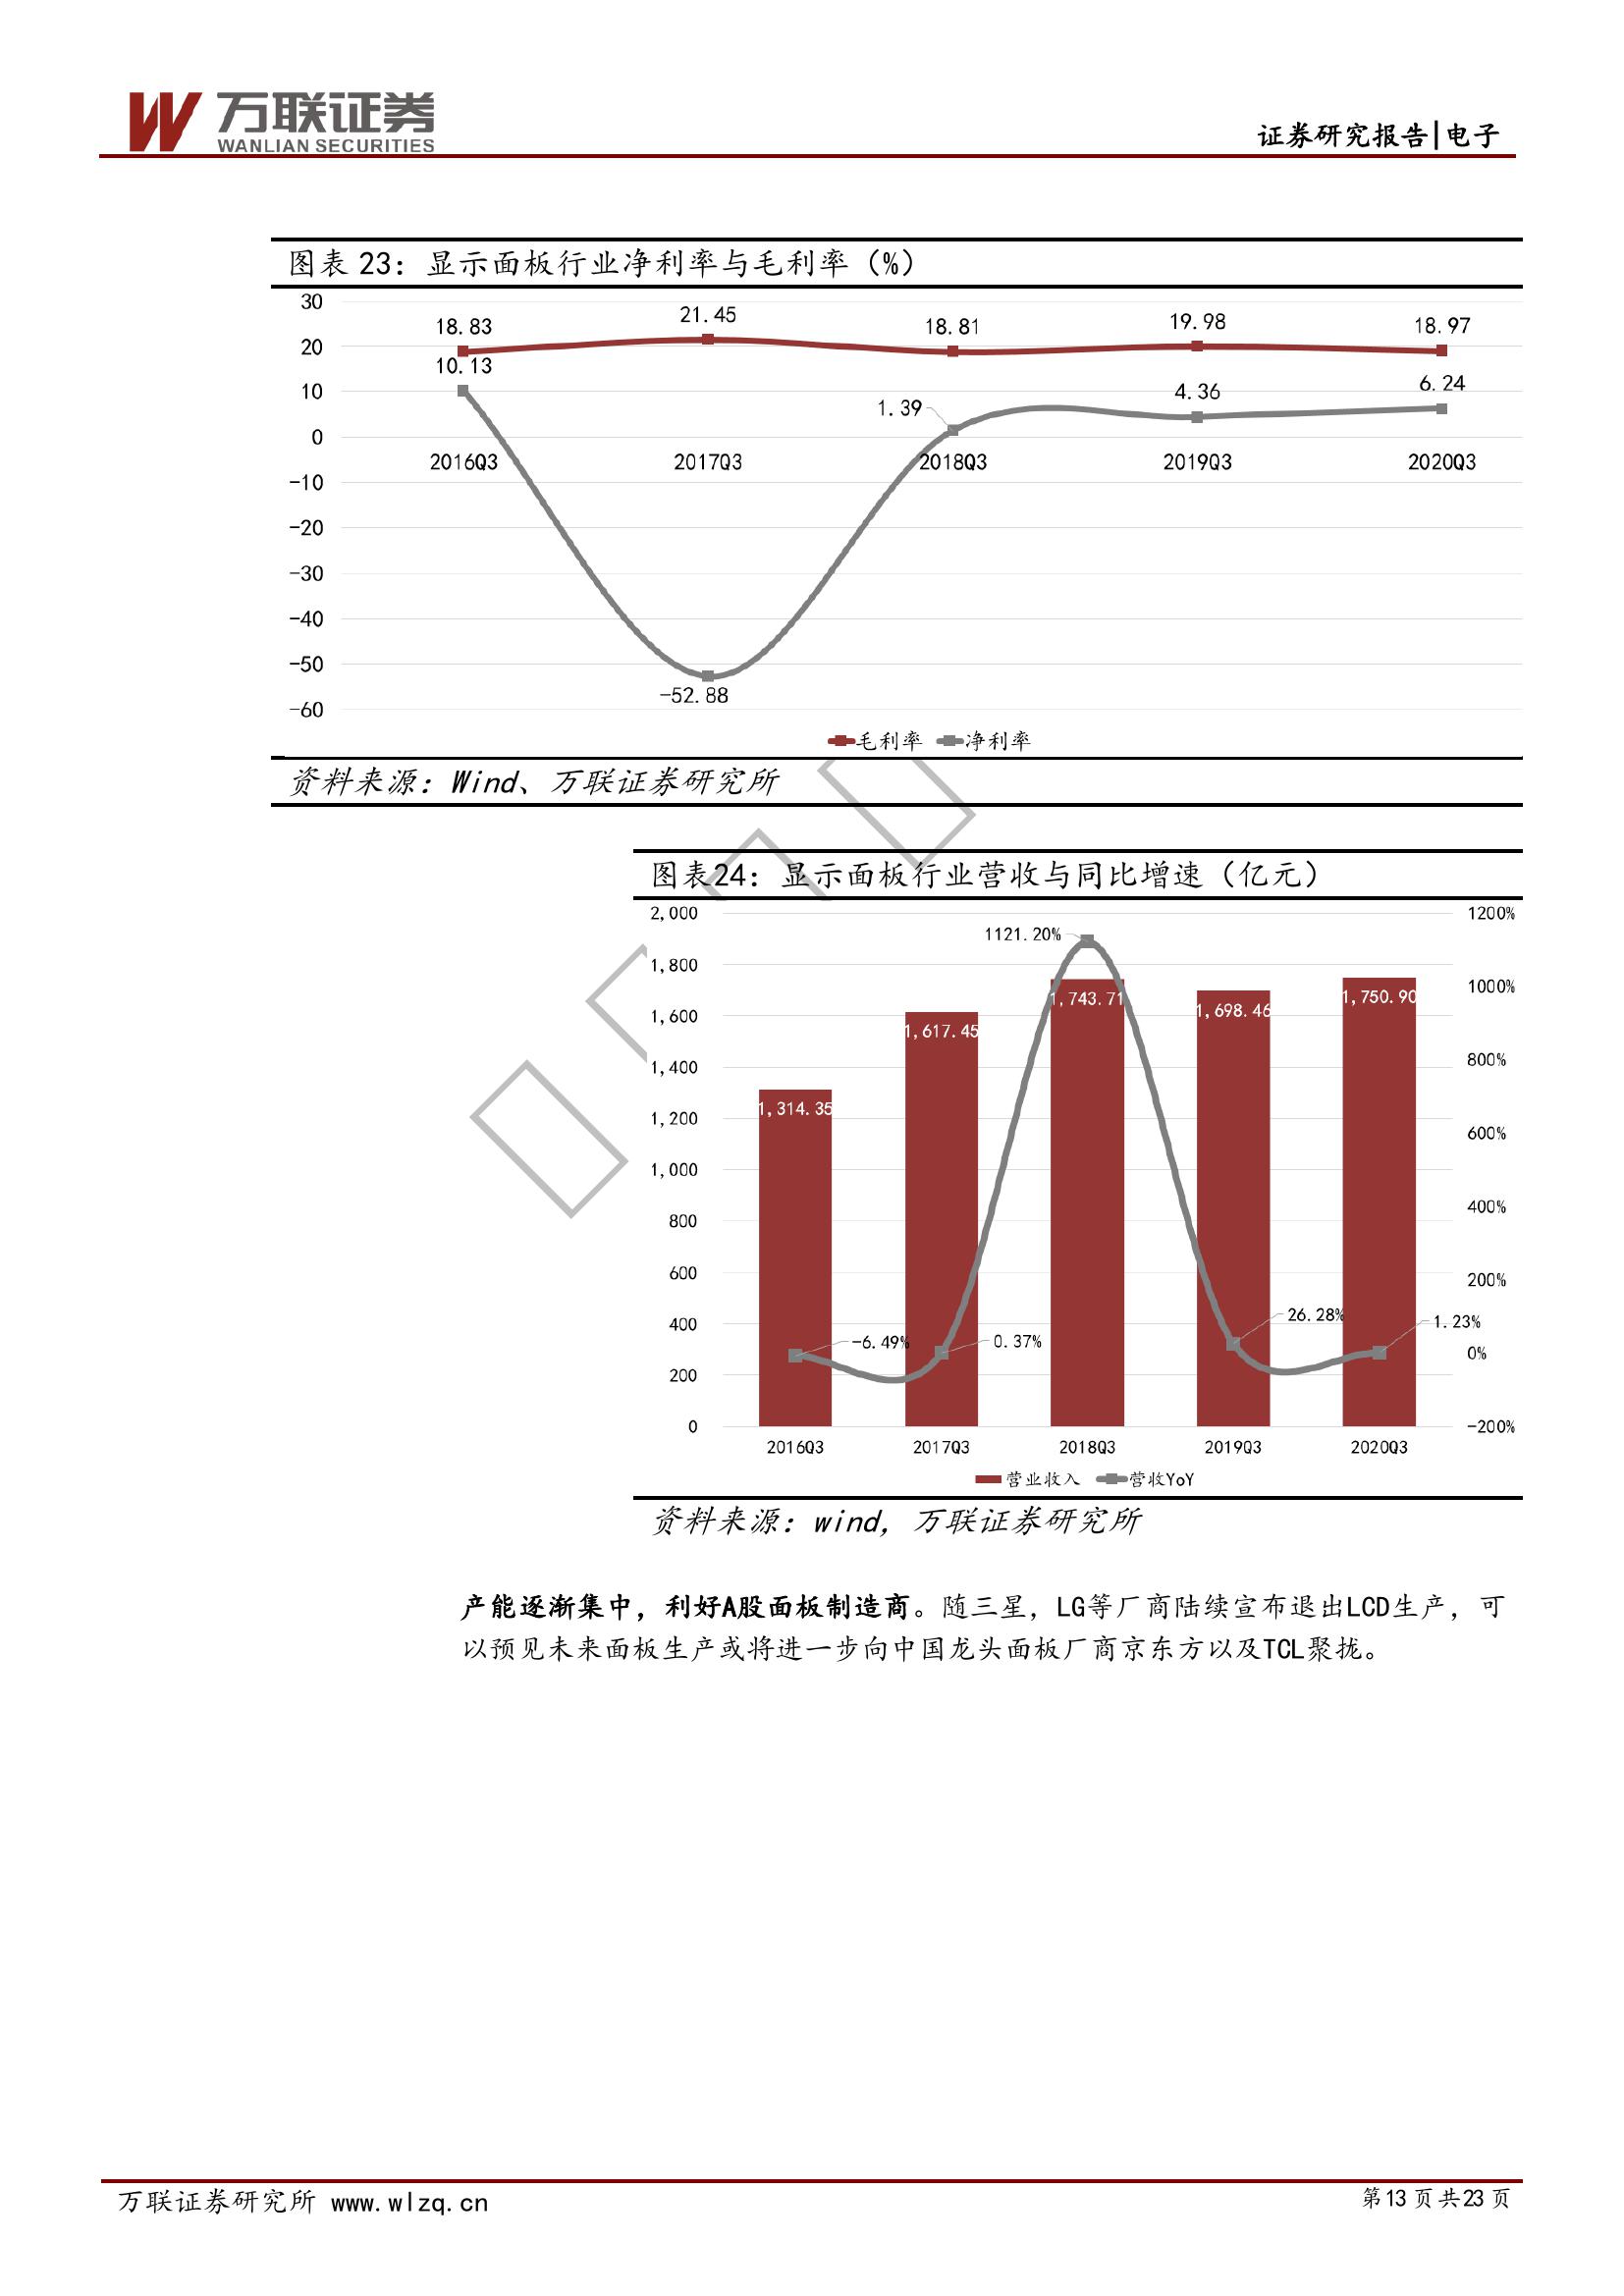 万联证券
WANLIAN SECURITIES
证券研究报告|电子
图表 23：显示面板行业净利率与毛利率（%）
30
20
10
0
-10
-20
-30
-40
-50
-60
18.83
21.45
18.81
19.98
18.97
10.13
-52.88
1.39
4.36
6.24
2016Q3
2017Q3
2018Q3
2019Q3
2020Q3
毛利率
净利率
资料来源：Wind、万联证券研究所
图表24：显示面板行业营收与同比增速（亿元）
2,000
1,800
1,600
1,400
1,200
1,000
800
600
400
200
0
1200%
1000%
800%
600%
400%
200%
0%
-200%
1,314.35
1,617.45
1,743.71
1,698.46
1,750.90
-6.49%
0.37%
1121.20%
26.28%
1.23%
2016Q3
2017Q3
2018Q3
2019Q3
2020Q3
营业收入
营收YoY
资料来源：wind，万联证券研究所
产能逐渐集中，利好A股面板制造商。随三星，LG等厂商陆续宣布退出LCD生产，可
以预见未来面板生产或将进一步向中国龙头面板厂商京东方以及TCL聚拢。
万联证券研究所 www.wlzq.cn
第13页共23页